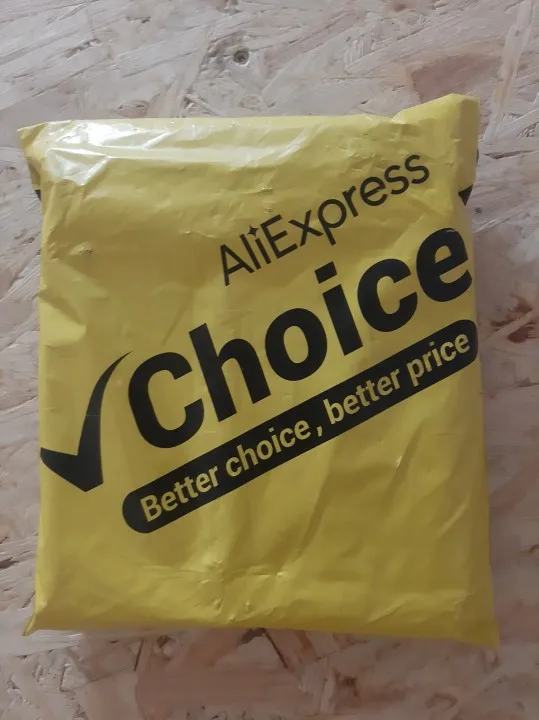 AliExpress
Choice
Better choice, better price